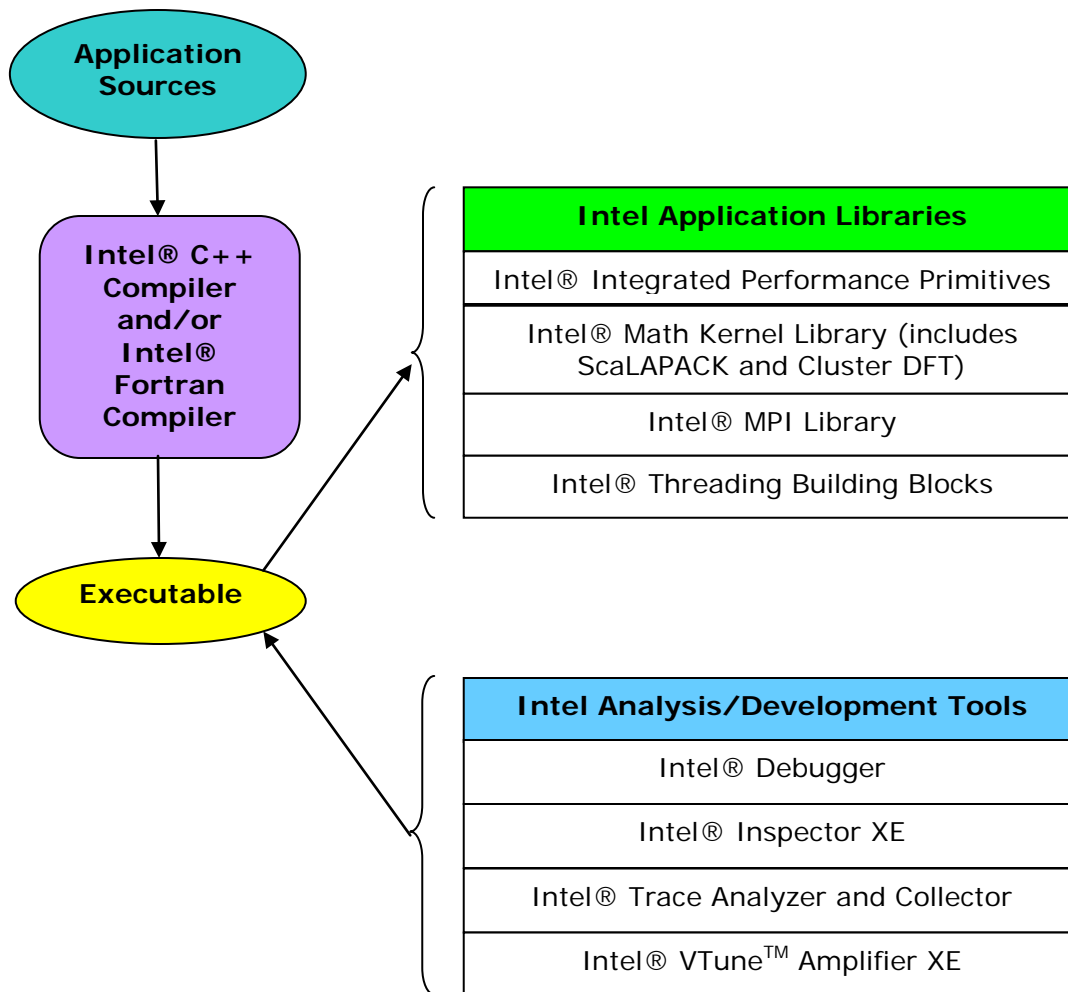 Application
Sources
Intel® C++
Compiler
and/or
Intel®
Fortran
Compiler
Executable
Intel Application Libraries
Intel® Integrated Performance Primitives
Intel® Math Kernel Library (includes
ScaLAPACK and Cluster DFT)
Intel® MPI Library
Intel® Threading Building Blocks
Intel Analysis/Development Tools
Intel® Debugger
Intel® Inspector XE
Intel® Trace Analyzer and Collector
Intel® VTune™ Amplifier XE